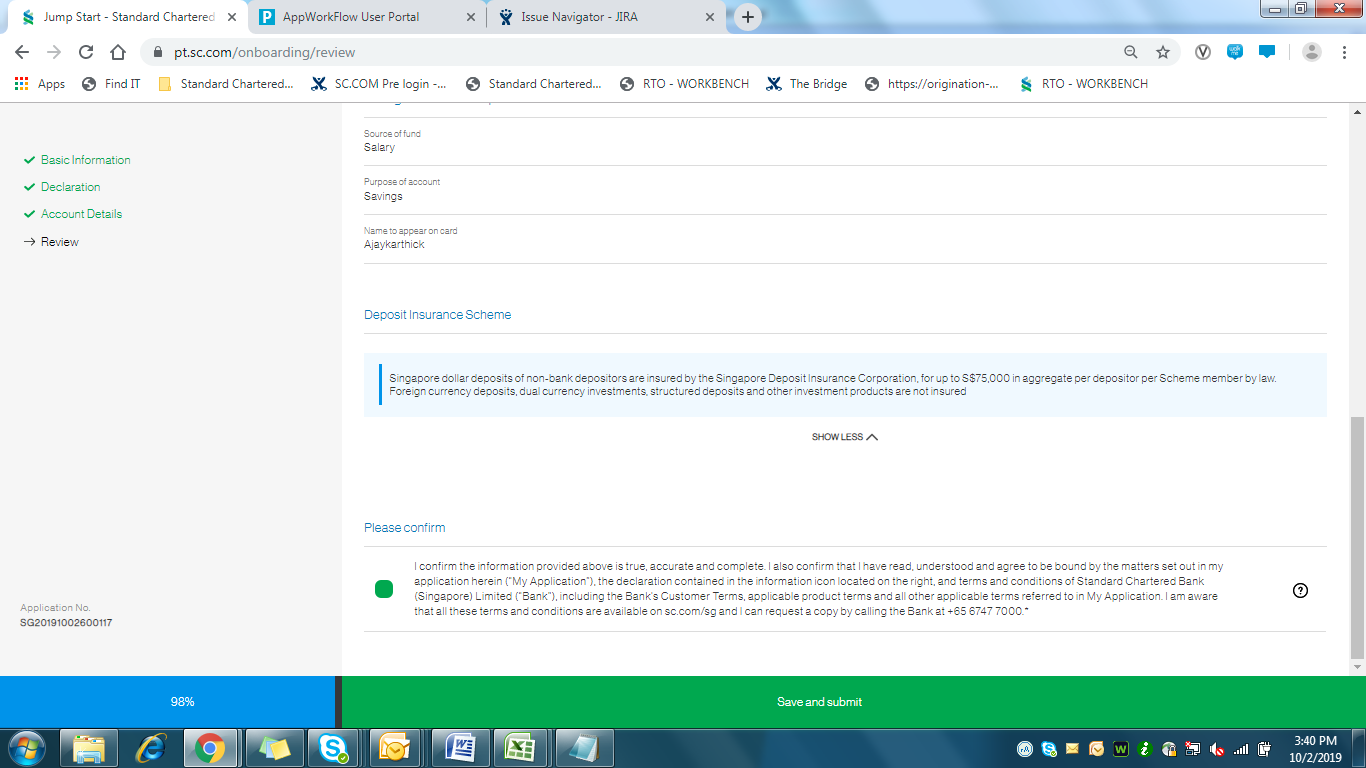 Jump Start - Standard Chartered
AppWorkFlow User Portal
Issue Navigator - JIRA
pt.sc.com/onboarding/review
Apps
Find IT
Standard Chartered...
SC.COM Pre login -...
Standard Chartered...
RTO - WORKBENCH
The Bridge
https://origination-...
RTO - WORKBENCH
Basic Information
Declaration
Account Details
Review
Application No.
SG20191002600117
Source of fund
Salary
Purpose of account
Savings
Name to appear on card
Ajaykarthick
Deposit Insurance Scheme
Singapore dollar deposits of non-bank depositors are insured by the Singapore Deposit Insurance Corporation, for up to S$75,000 in aggregate per depositor per Scheme member by law.
Foreign currency deposits, dual currency investments, structured deposits and other investment products are not insured
SHOW LESS
Please confirm
I confirm the information provided above is true, accurate and complete. I also confirm that I have read, understood and agree to be bound by the matters set out in my
application herein ("My Application"), the declaration contained in the information icon located on the right, and terms and conditions of Standard Chartered Bank
(Singapore) Limited ("Bank"), including the Bank's Customer Terms, applicable product terms and all other applicable terms referred to in My Application. I am aware
that all these terms and conditions are available on sc.com/sg and I can request a copy by calling the Bank at +65 6747 7000.*
98%
Save and submit
3:40 PM
10/2/2019